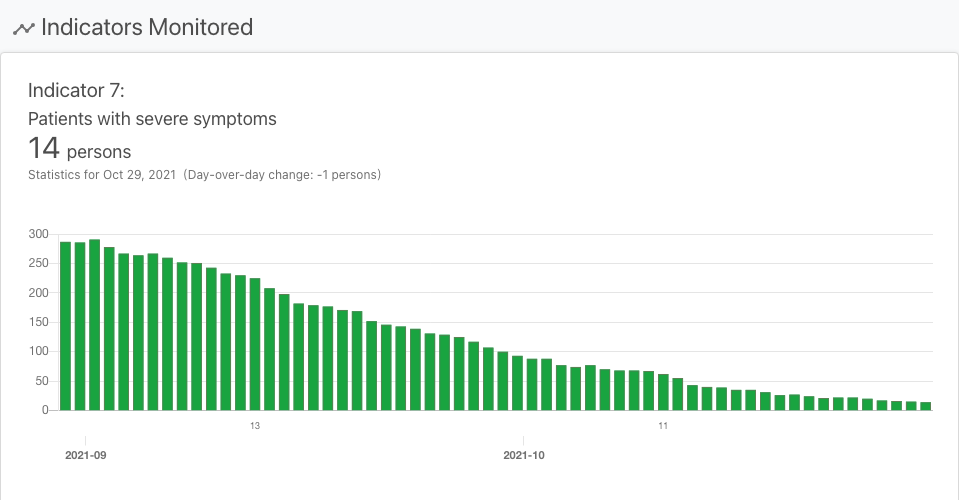 Indicators Monitored
Indicator 7:
Patients with severe symptoms
14 persons
Statistics for Oct 29, 2021 (Day-over-day change: -1 persons)
300
250
200
150
100
50
0
13
11
2021-09
2021-10